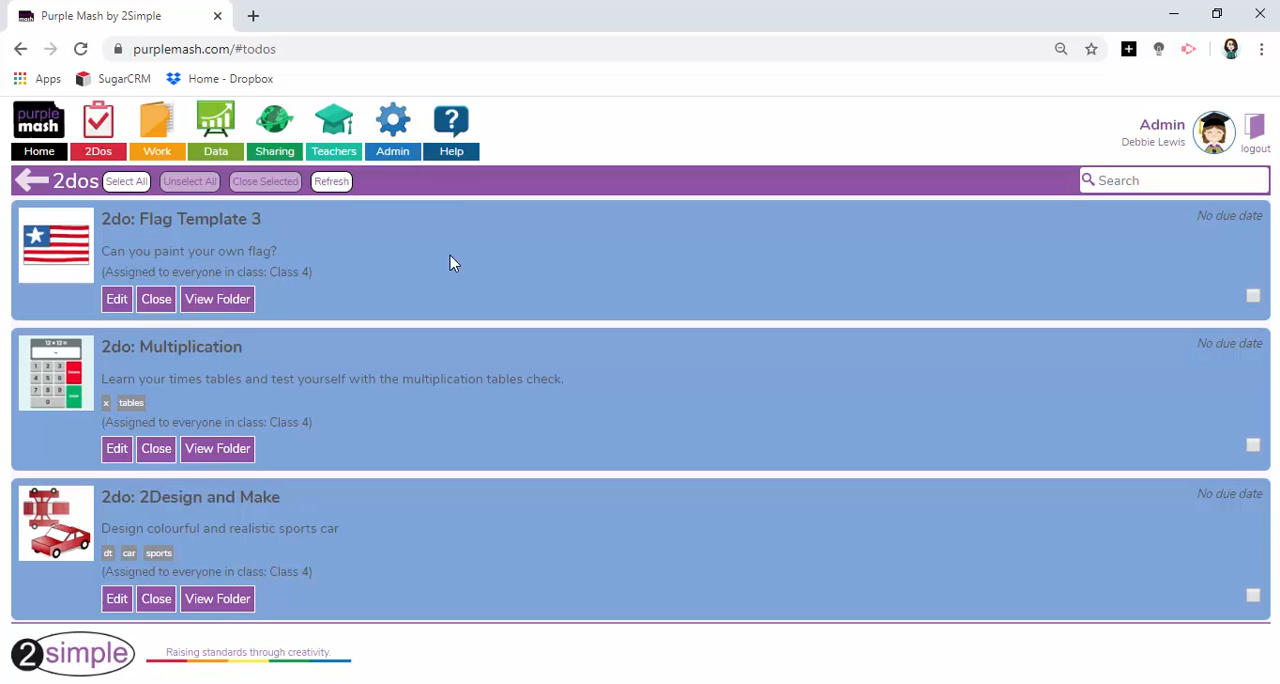 Purple Mash by 2Simple
purplemash.com/#todos
Apps SugarCRM Home - Dropbox
purple
mash
Home 2Dos Work Data Sharing Teachers Admin Help
Admin
Debbie Lewis
logout
2dos Select All Unselect All Close Selected Refresh Search
2do: Flag Template 3
No due date
Can you paint your own flag?
(Assigned to everyone in class: Class 4)
Edit Close View Folder
2do: Multiplication
No due date
Learn your times tables and test yourself with the multiplication tables check.
x tables
(Assigned to everyone in class: Class 4)
Edit Close View Folder
2do: 2Design and Make
No due date
Design colourful and realistic sports car
dt car sports
(Assigned to everyone in class: Class 4)
Edit Close View Folder
2simple Raising standards through creativity.